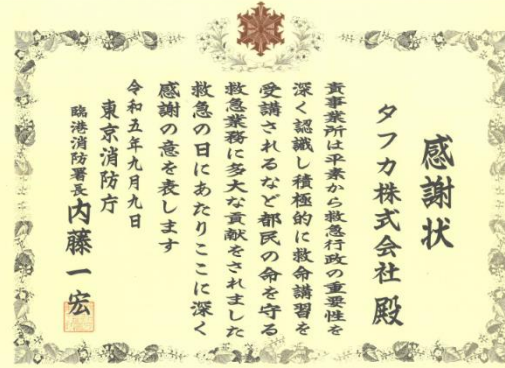 感謝状
タフカ株式会社 殿
貴事業所は平素から救急行政の重要性を
深く認識し積極的に救命講習を
受講されるなど都民の命を守る
救急業務に多大な貢献をされました
救急の日にあたりここに深く
感謝の意を表します
令和五年九月九日
東京消防庁
臨港消防署長 内藤一宏